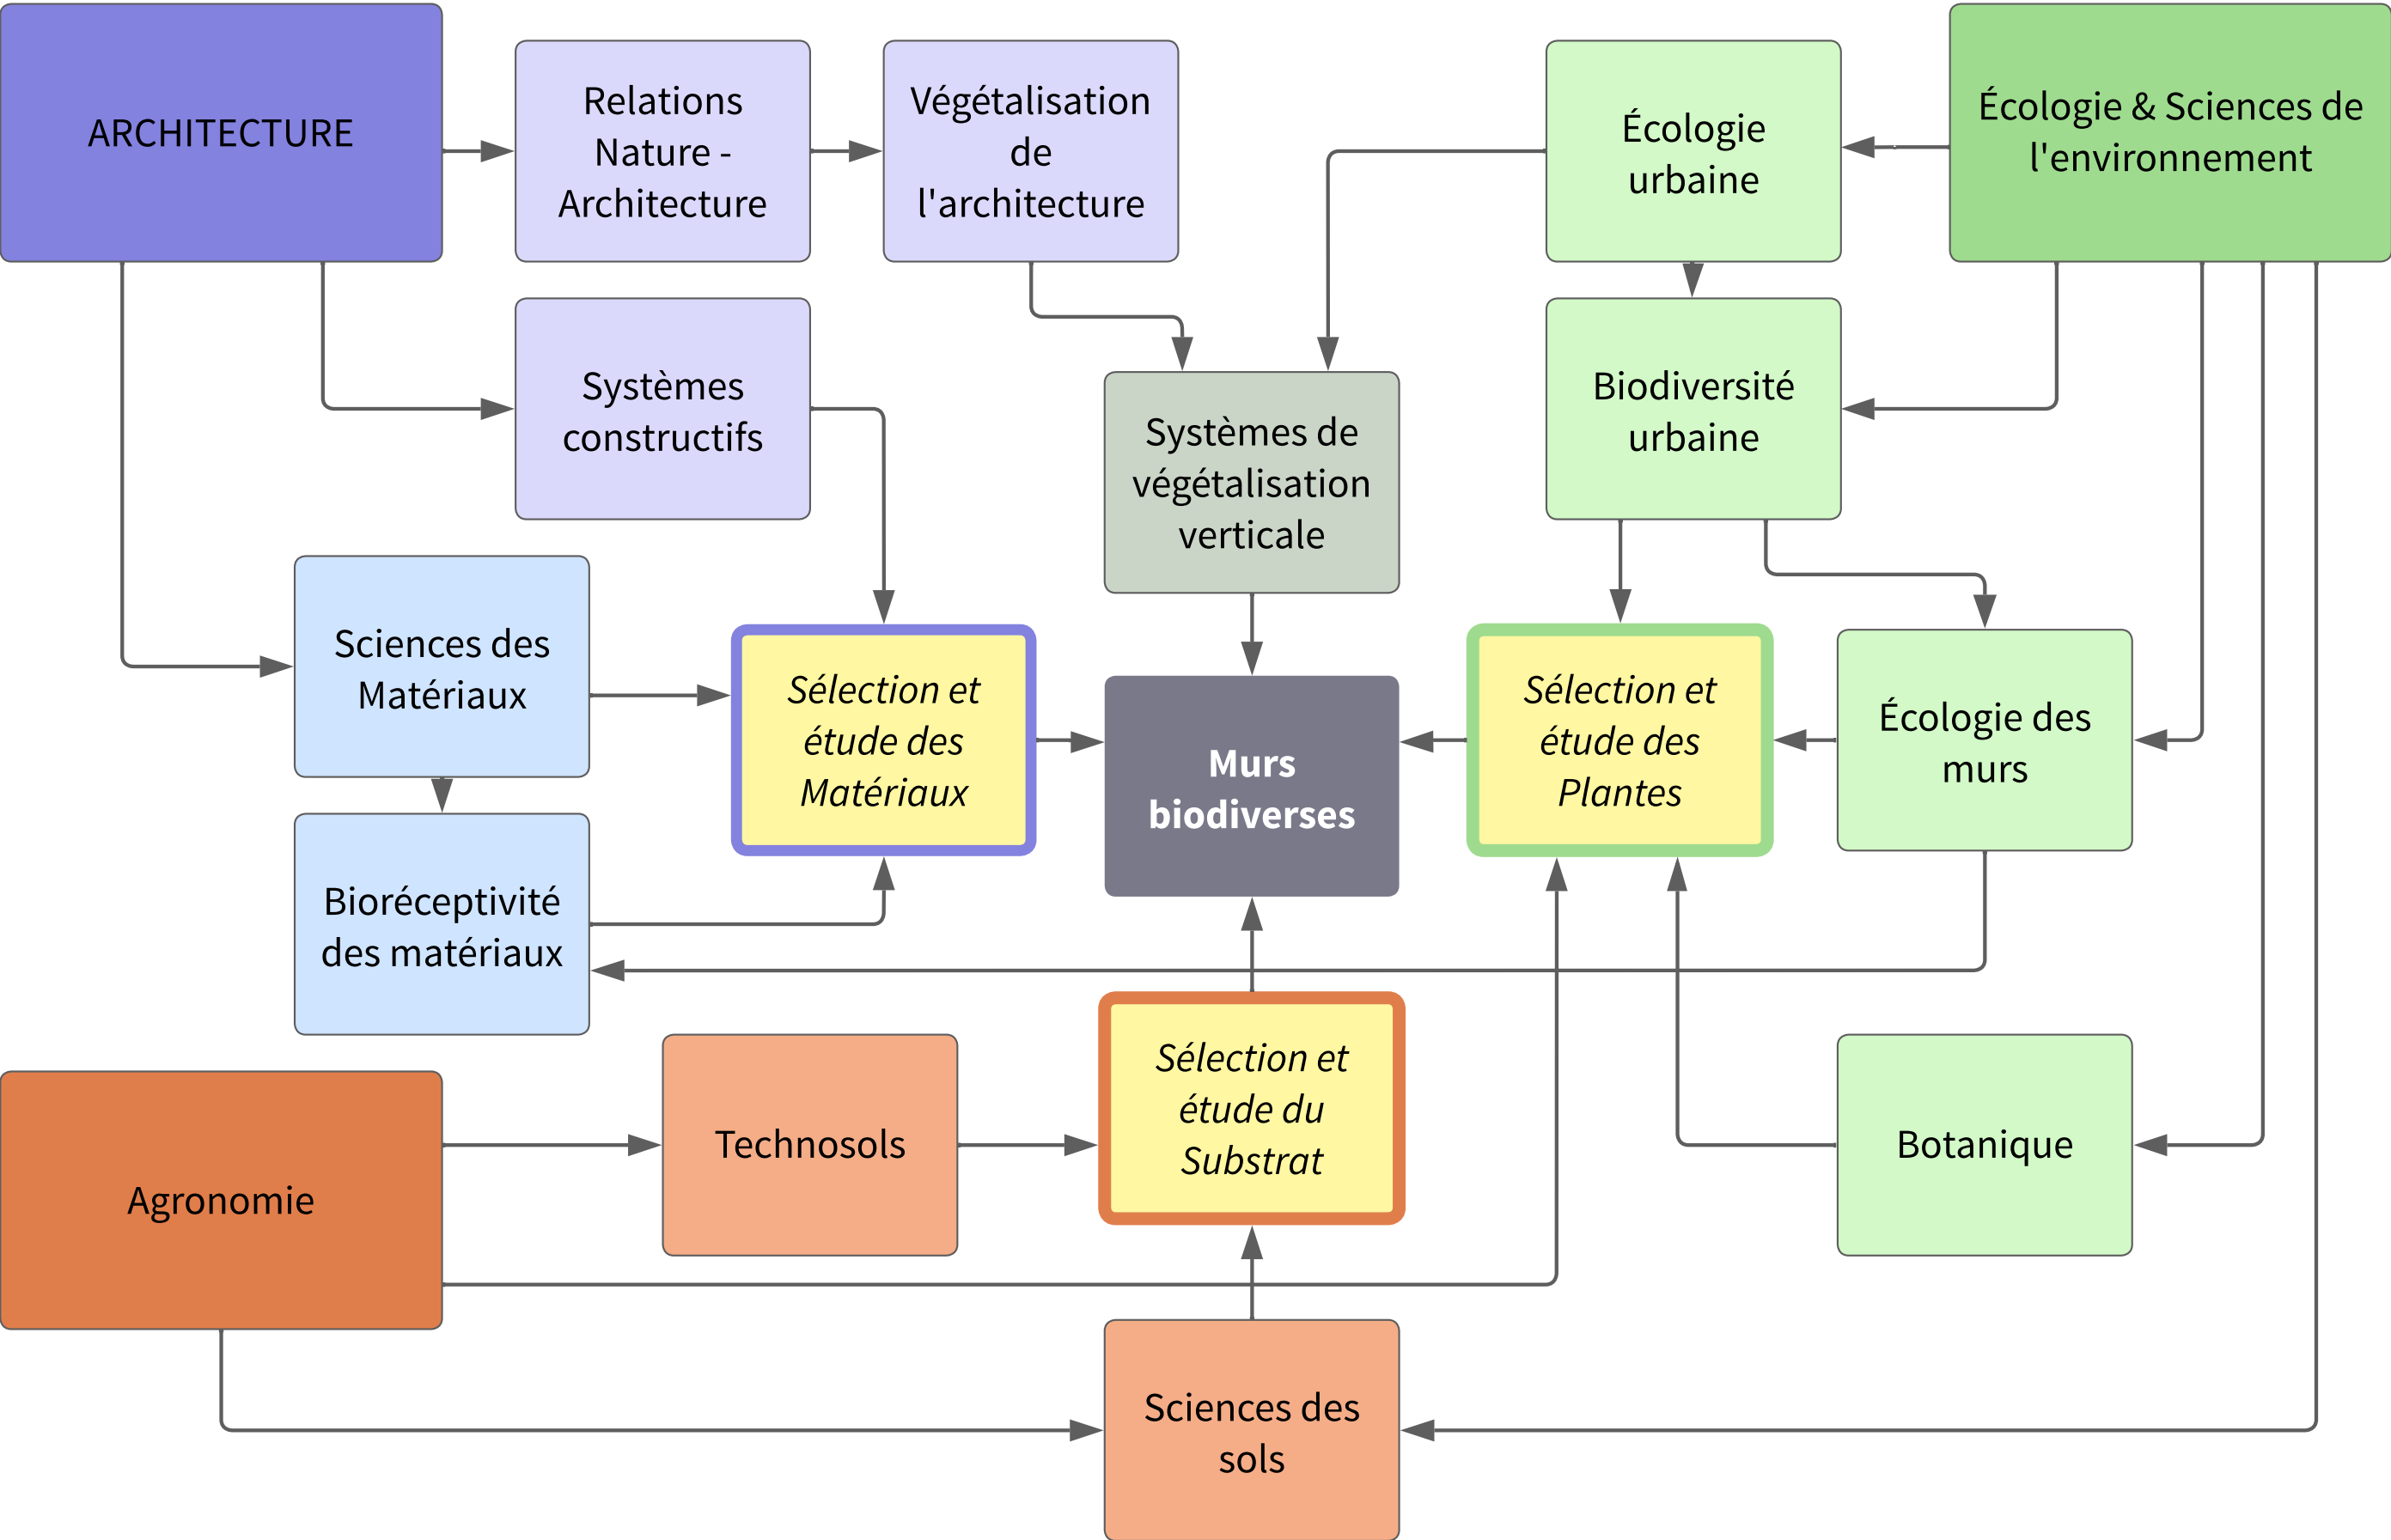 ARCHITECTURE
Relations
Nature -
Architecture
Végétalisation
de
l'architecture
Écologie
urbaine
Écologie & Sciences de
l'environnement
Systèmes
constructifs
Systèmes de
végétalisation
verticale
Biodiversité
urbaine
Sciences des
Matériaux
Sélection et
étude des
Matériaux
Murs
biodiverses
Sélection et
étude des
Plantes
Écologie des
murs
Bioréceptivité
des matériaux
Agronomie
Technosols
Sélection et
étude du
Substrat
Botanique
Sciences des
sols